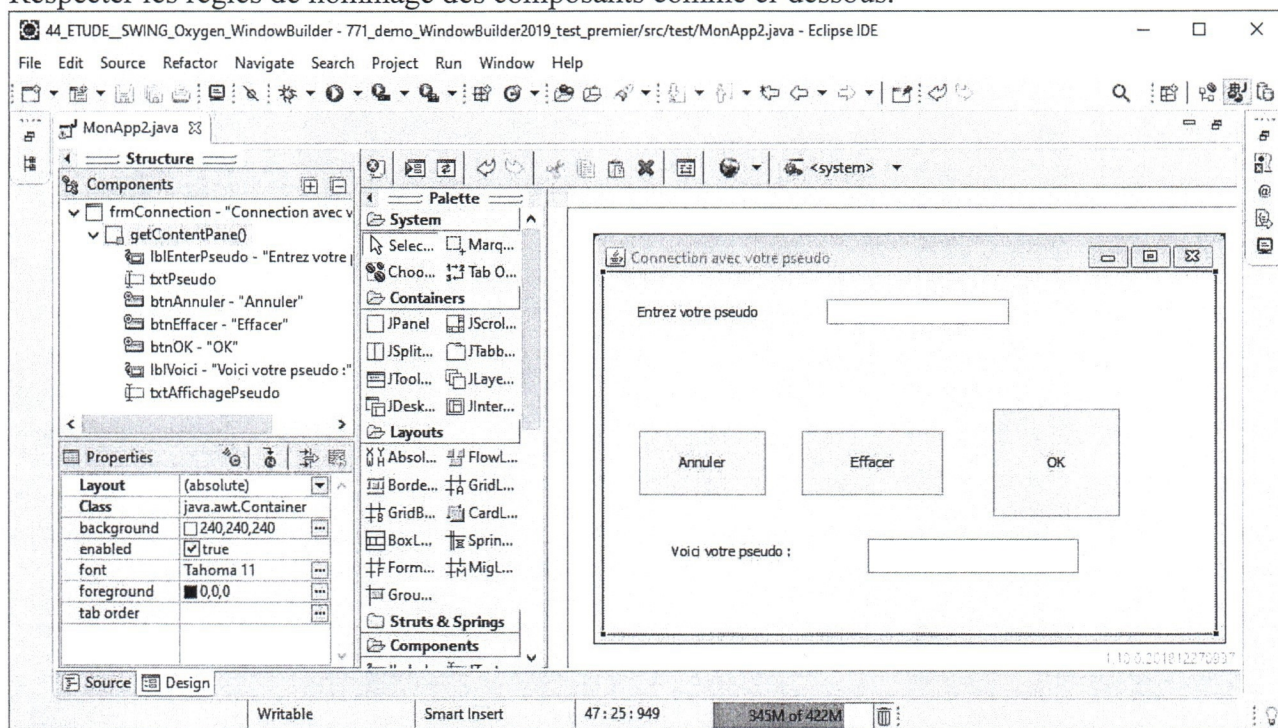 Respecter les règles de nommage des composants comme ci-dessous.
44_ETUDE__SWING_Oxygen_WindowBuilder - 771_demo_WindowBuilder2019_test_premier/src/test/MonApp2.java - Eclipse IDE
File Edit Source Refactor Navigate Search Project Run Window Help
MonApp2.java
Structure
Components
frmConnection - "Connection avec v
getContentPane()
lblEnterPseudo - "Entrez votre
txtPseudo
btnAnnuler - "Annuler"
btnEffacer - "Effacer"
btnOK - "OK"
lblVoici - "Voici votre pseudo :"
txtAffichagePseudo
Properties
Layout (absolute)
Class java.awt.Container
background 240,240,240
enabled true
font Tahoma 11
foreground 0,0,0
tab order
<system>
Palette
System
Selec... Marq...
Choo... Tab O...
Containers
JPanel JScrol...
JSplit... JTabb...
JTool... JLaye...
JDesk... JInter...
Layouts
Absol... FlowL...
Borde... GridL...
GridB... CardL...
BoxL... Sprin...
Form... MigL...
Grou...
Struts & Springs
Components
Connection avec votre pseudo
Entrez votre pseudo
Annuler Effacer OK
Voici votre pseudo :
Source Design
Writable Smart Insert 47 : 25 : 949 345M of 422M